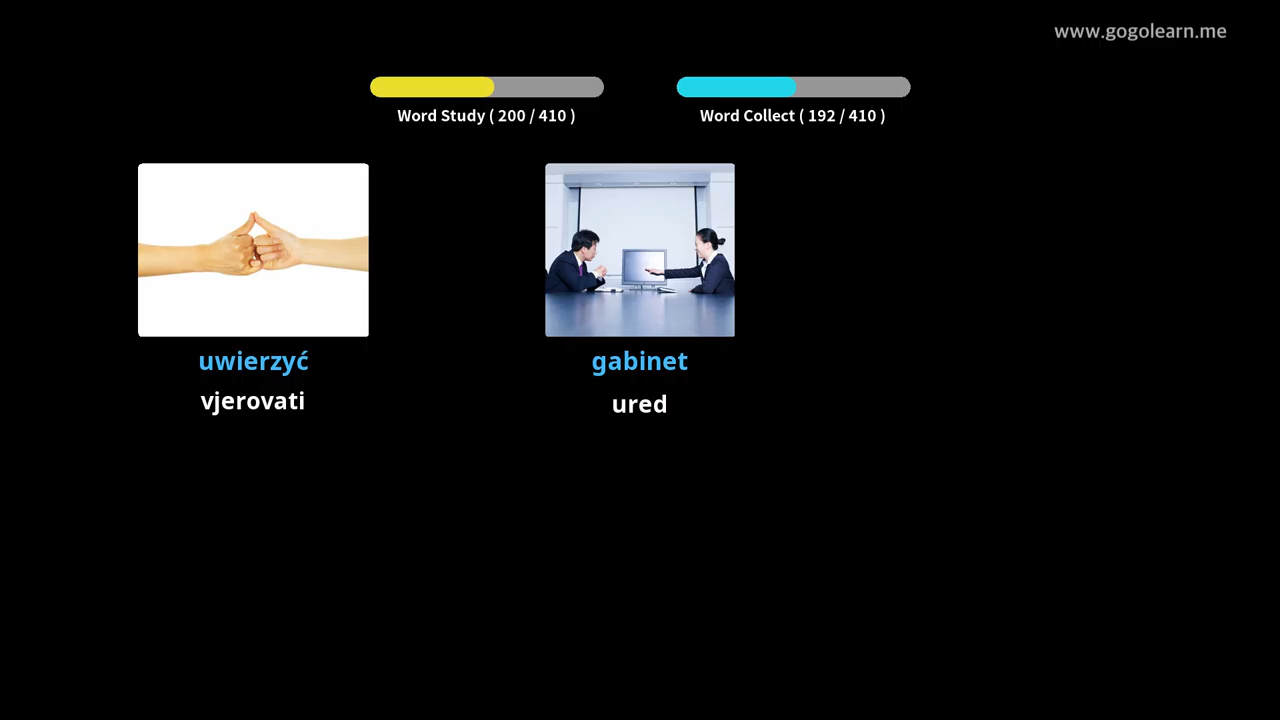 www.gogolearn.me
Word Study ( 200 / 410 )
Word Collect ( 192 / 410 )
uwierzyć
vjerovati
gabinet
ured